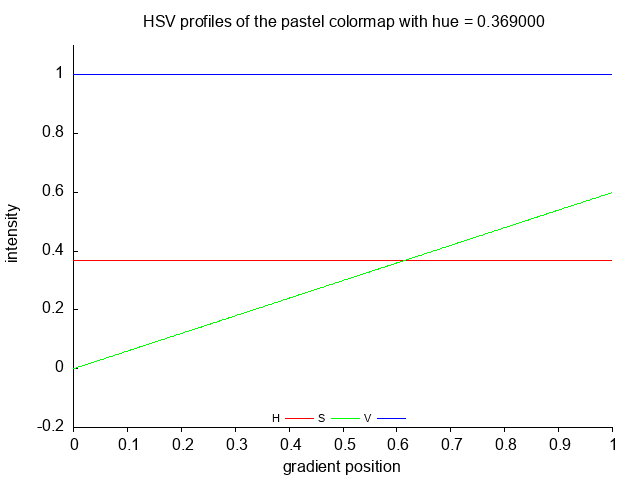 HSV profiles of the pastel colormap with hue = 0.369000
1
0.8
0.6
0.4
0.2
0
-0.2
intensity
H S V
0 0.1 0.2 0.3 0.4 0.5 0.6 0.7 0.8 0.9 1
gradient position